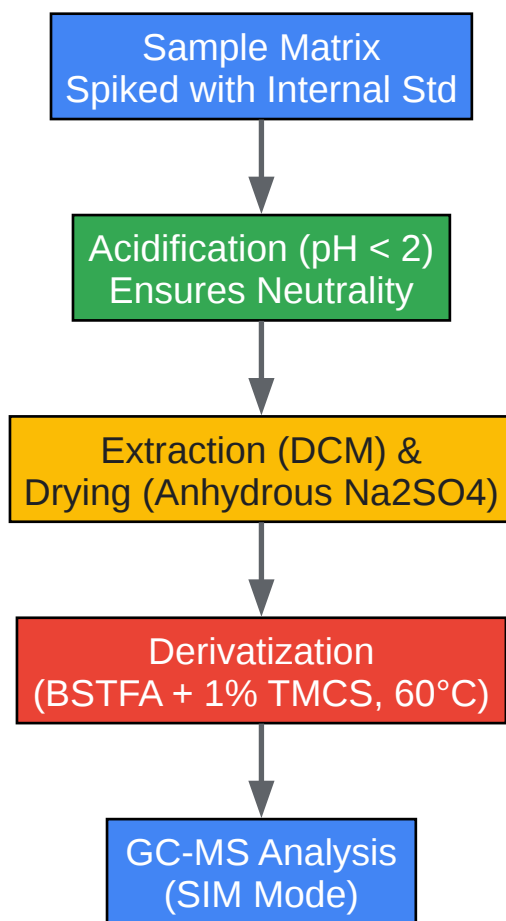 Sample Matrix
Spiked with Internal Std
Acidification (pH < 2)
Ensures Neutrality
Extraction (DCM) &
Drying (Anhydrous Na2SO4)
Derivatization
(BSTFA + 1% TMCS, 60°C)
GC-MS Analysis
(SIM Mode)